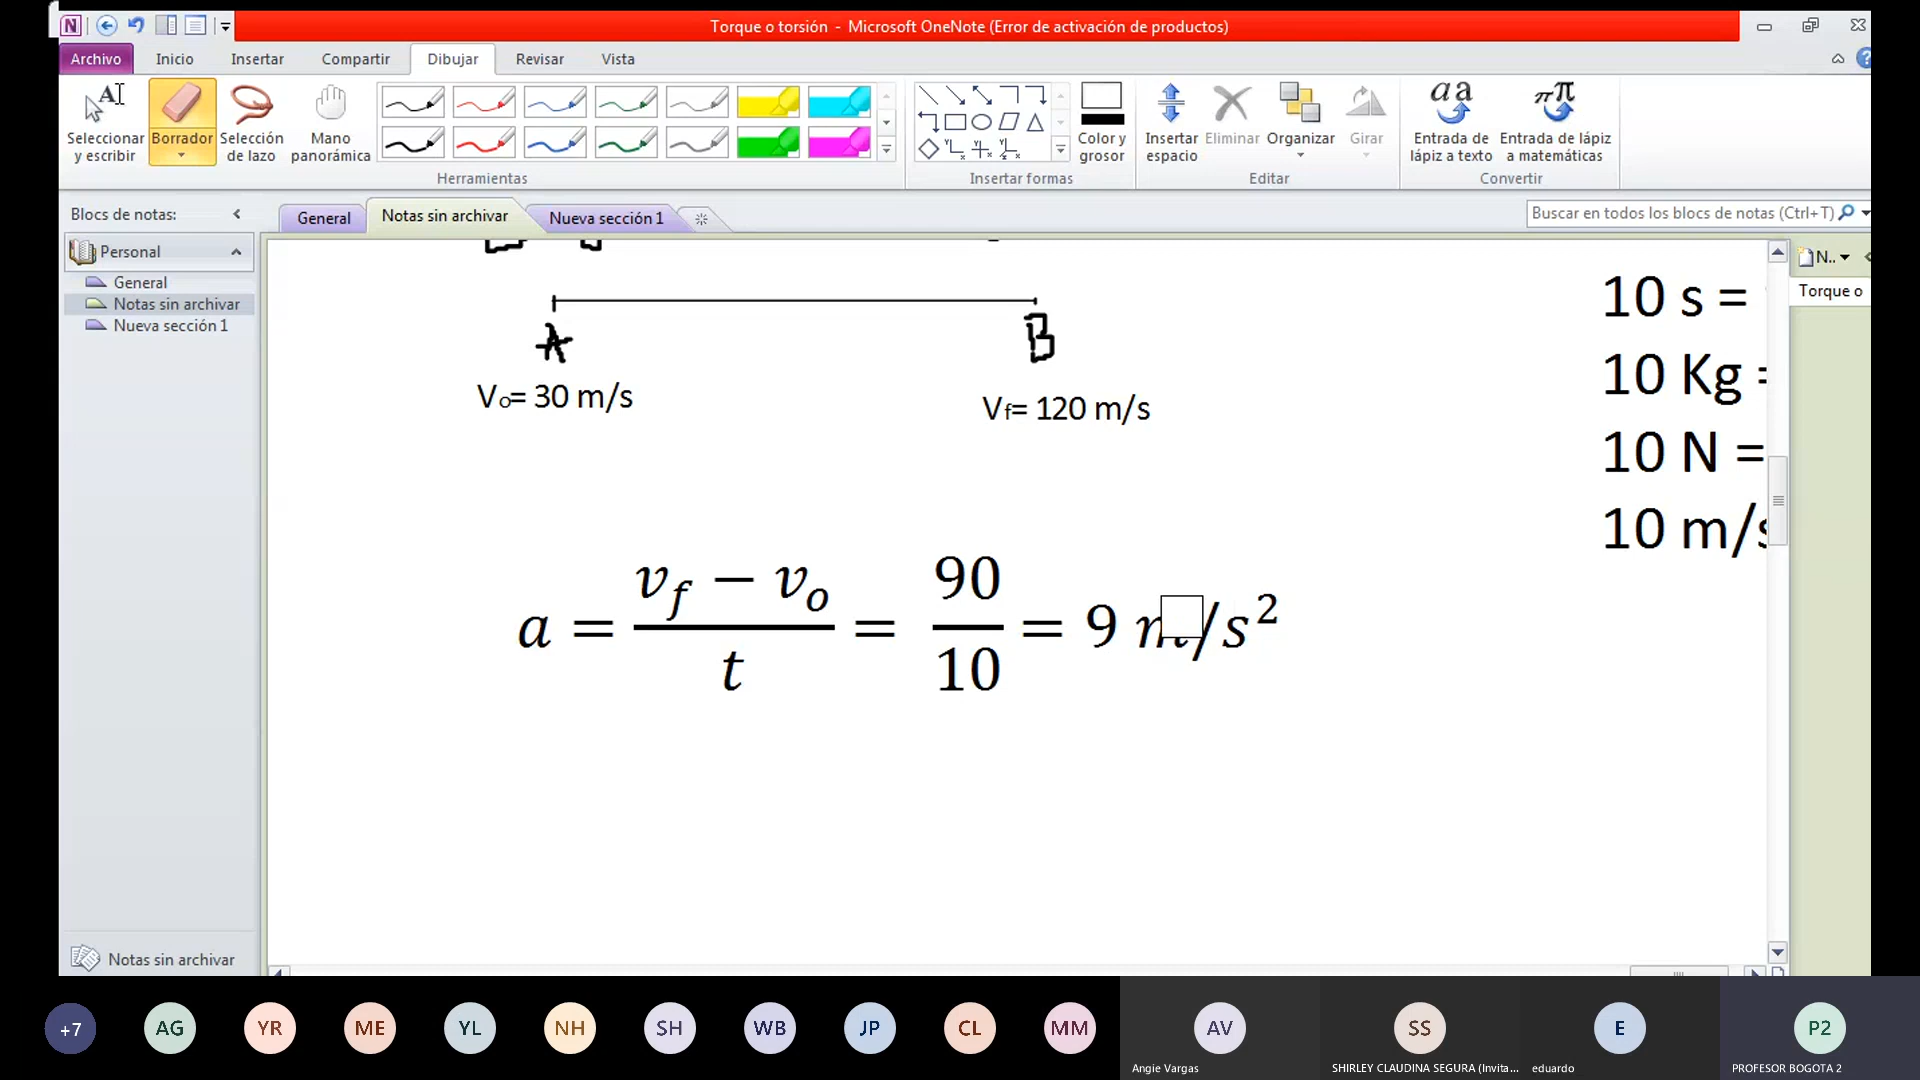 Torque o torsión - Microsoft OneNote (Error de activación de productos)
Archivo Inicio Insertar Compartir Dibujar Revisar Vista
Seleccionar y escribir
Borrador
Selección de lazo
Mano panorámica
Herramientas
Insertar formas
Color y grosor
Insertar espacio
Eliminar
Organizar
Girar
Editar
Entrada de lápiz a texto
Entrada de lápiz a matemáticas
Convertir
Blocs de notas:
General Notas sin archivar Nueva sección 1
Buscar en todos los blocs de notas (Ctrl+T)
Personal
General
Notas sin archivar
Nueva sección 1
N..
Torque o
A B
Vo= 30 m/s
Vf= 120 m/s
10 s =
10 Kg =
10 N =
10 m/s
a = (v_f − v_o)/t = 90/10 = 9 m/s²
Notas sin archivar
+7 AG YR ME YL NH SH WB JP CL MM AV SS E P2
Angie Vargas
SHIRLEY CLAUDINA SEGURA (Invita...
eduardo
PROFESOR BOGOTA 2